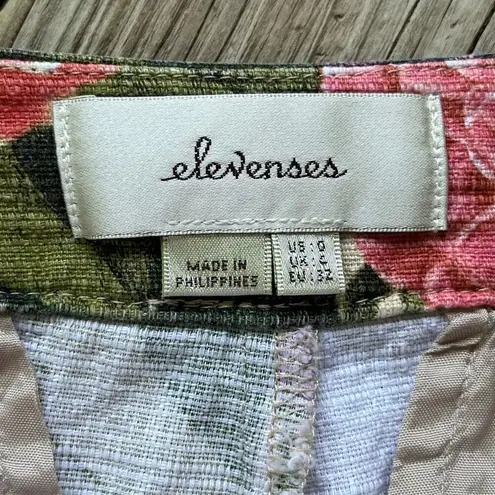 elevenses
MADE IN
PHILIPPINES
US: 0
UK: 4
EU: 32